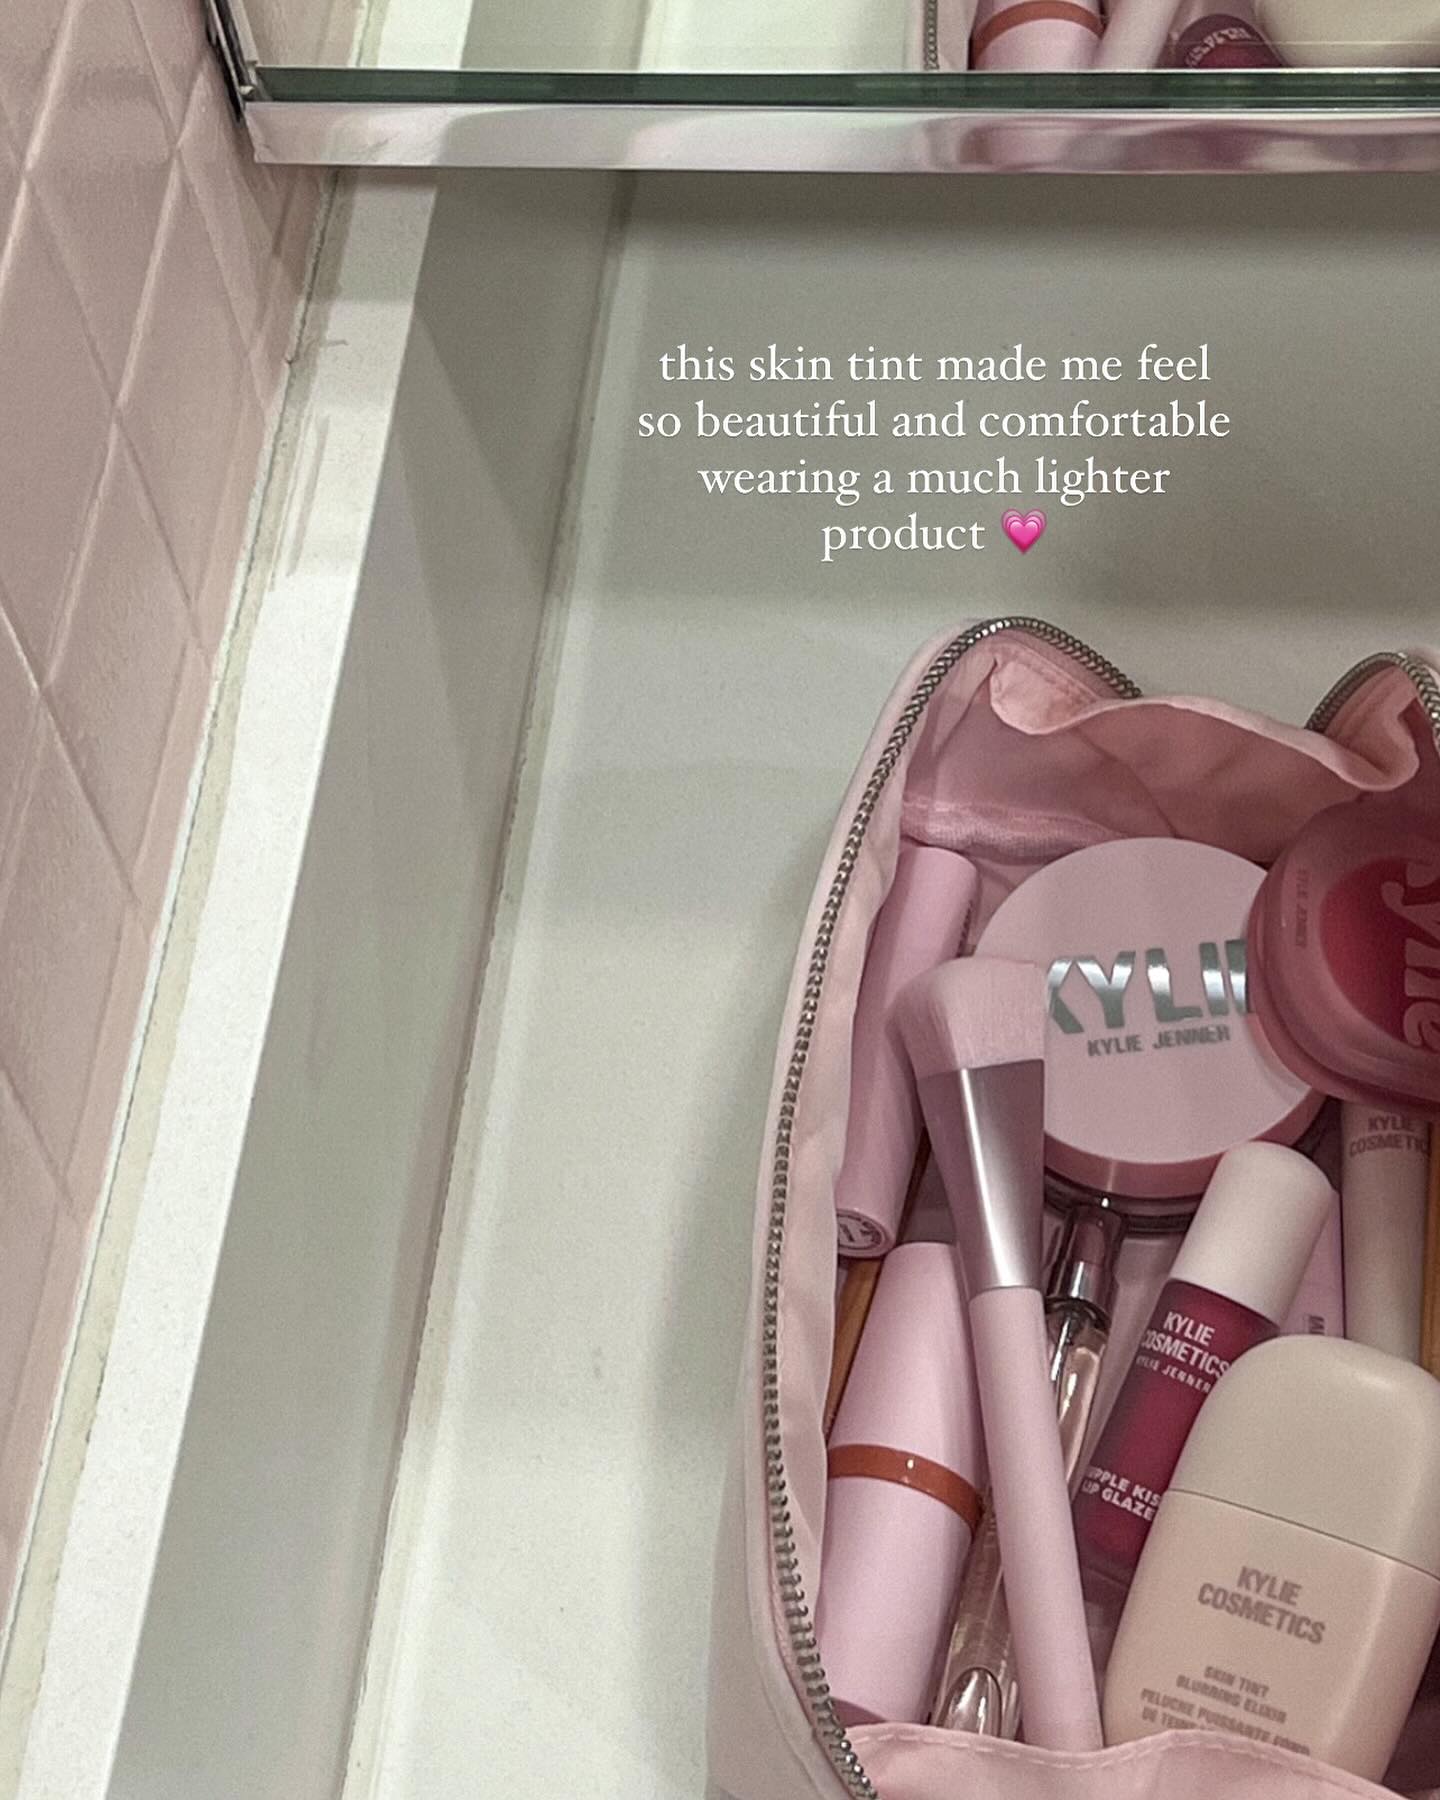 this skin tint made me feel
so beautiful and comfortable
wearing a much lighter
product 💗
KYLIE JENNER
KYLIE
COSMETICS
KYLIE JENNER
LIP GLAZE
KYLIE
COSMETICS
SKIN TINT
BLURRING ELIXIR